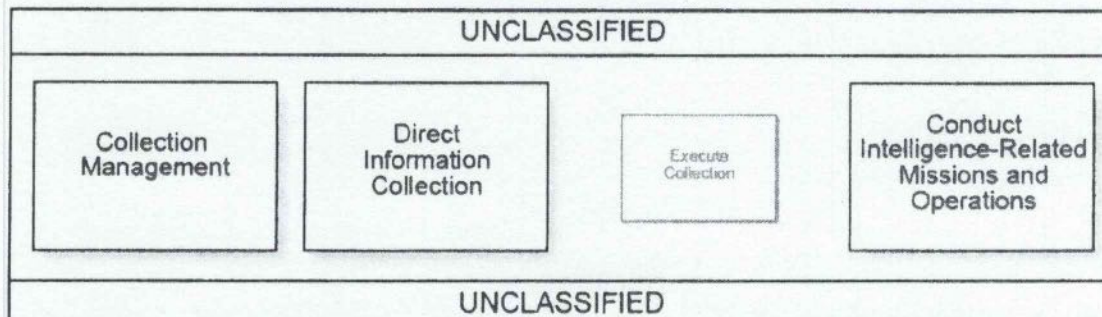 UNCLASSIFIED
Collection
Management
Direct
Information
Collection
Execute
Collection
Conduct
Intelligence-Related
Missions and
Operations
UNCLASSIFIED